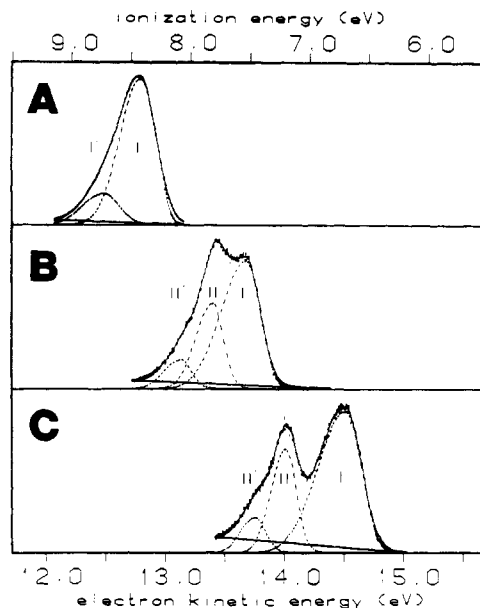 ionization energy (eV)
9.0 8.0 7.0 6.0
A
I' I
B
II' II I
C
II' II I
12.0 13.0 14.0 15.0
electron kinetic energy (eV)